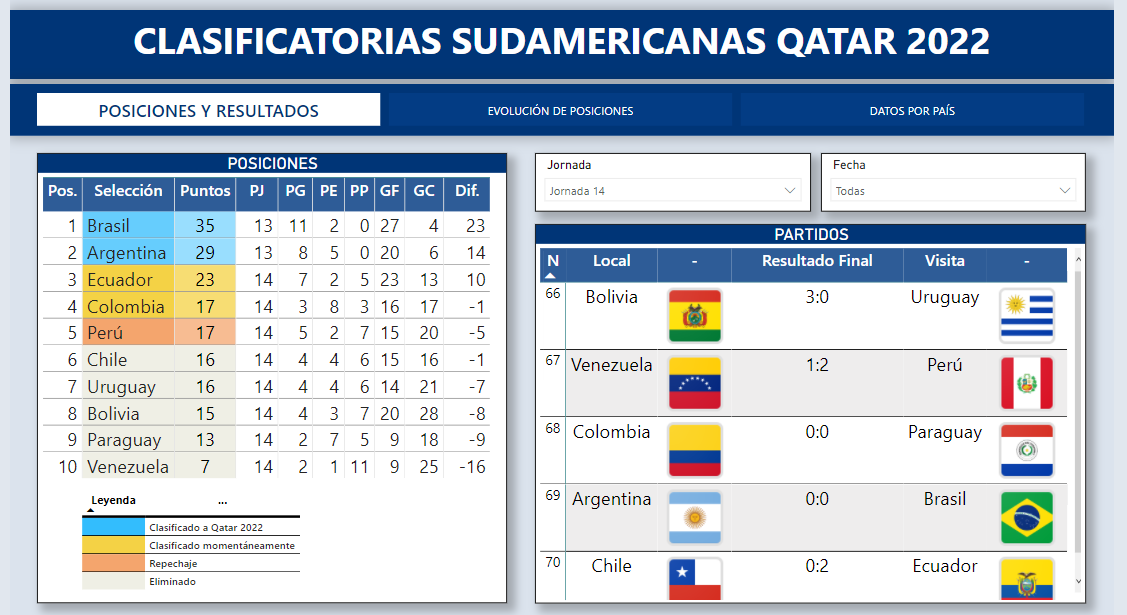 CLASIFICATORIAS SUDAMERICANAS QATAR 2022
POSICIONES Y RESULTADOS EVOLUCIÓN DE POSICIONES DATOS POR PAÍS
POSICIONES
Pos. Selección Puntos PJ PG PE PP GF GC Dif.
1 Brasil 35 13 11 2 0 27 4 23
2 Argentina 29 13 8 5 0 20 6 14
3 Ecuador 23 14 7 2 5 23 13 10
4 Colombia 17 14 3 8 3 16 17 -1
5 Perú 17 14 5 2 7 15 20 -5
6 Chile 16 14 4 4 6 15 16 -1
7 Uruguay 16 14 4 4 6 14 21 -7
8 Bolivia 15 14 4 3 7 20 28 -8
9 Paraguay 13 14 2 7 5 9 18 -9
10 Venezuela 7 14 2 1 11 9 25 -16
Leyenda ...
Clasificado a Qatar 2022
Clasificado momentáneamente
Repechaje
Eliminado
Jornada
Jornada 14
Fecha
Todas
PARTIDOS
N Local - Resultado Final Visita -
66 Bolivia 3:0 Uruguay
67 Venezuela 1:2 Perú
68 Colombia 0:0 Paraguay
69 Argentina 0:0 Brasil
70 Chile 0:2 Ecuador